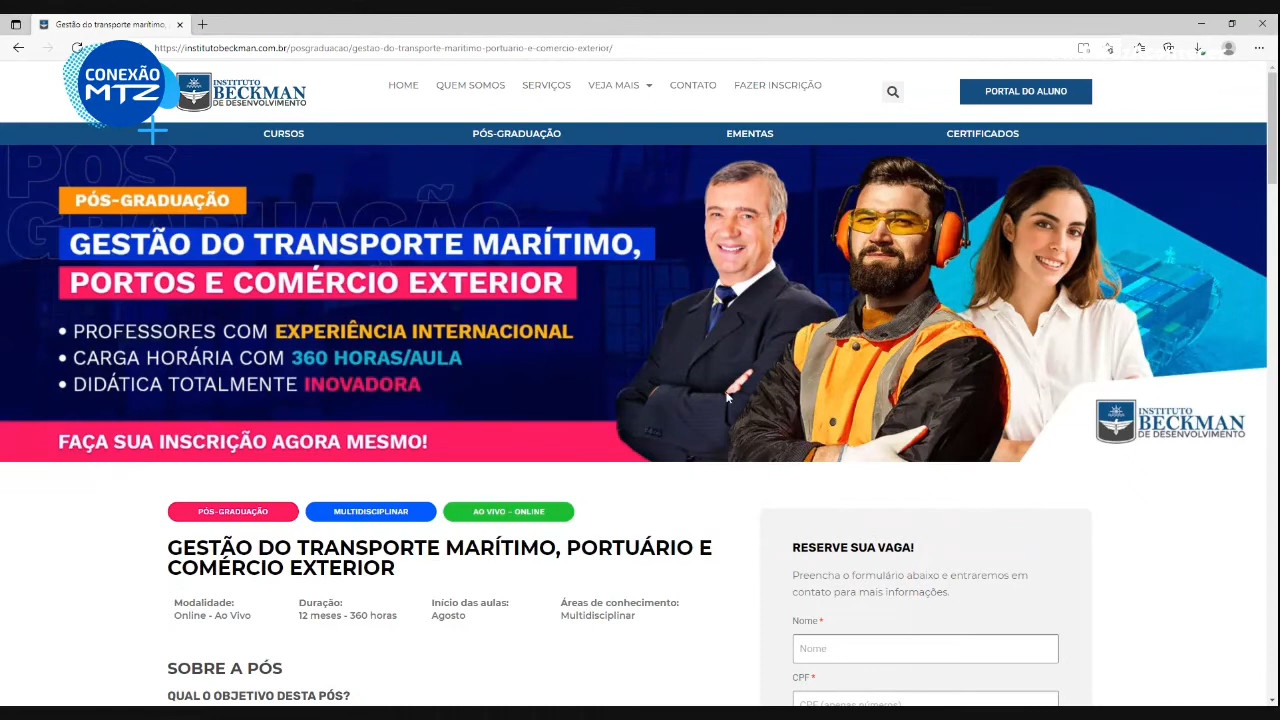 Gestão do transporte marítimo,
https://institutobeckman.com.br/posgraduacao/gestao-do-transporte-maritimo-portuario-e-comercio-exterior/
CONEXÃO
MTZ
INSTITUTO
BECKMAN
DE DESENVOLVIMENTO
HOME QUEM SOMOS SERVIÇOS VEJA MAIS CONTATO FAZER INSCRIÇÃO
PORTAL DO ALUNO
CURSOS PÓS-GRADUAÇÃO EMENTAS CERTIFICADOS
PÓS
GRADUAÇÃO
PÓS-GRADUAÇÃO
GESTÃO DO TRANSPORTE MARÍTIMO,
PORTOS E COMÉRCIO EXTERIOR
• PROFESSORES COM EXPERIÊNCIA INTERNACIONAL
• CARGA HORÁRIA COM 360 HORAS/AULA
• DIDÁTICA TOTALMENTE INOVADORA
FAÇA SUA INSCRIÇÃO AGORA MESMO!
INSTITUTO
BECKMAN
DE DESENVOLVIMENTO
PÓS-GRADUAÇÃO MULTIDISCIPLINAR AO VIVO – ONLINE
GESTÃO DO TRANSPORTE MARÍTIMO, PORTUÁRIO E
COMÉRCIO EXTERIOR
Modalidade: Duração: Início das aulas: Áreas de conhecimento:
Online - Ao Vivo 12 meses - 360 horas Agosto Multidisciplinar
SOBRE A PÓS
QUAL O OBJETIVO DESTA PÓS?
RESERVE SUA VAGA!
Preencha o formulário abaixo e entraremos em
contato para mais informações.
Nome *
Nome
CPF *
CPF (apenas números)